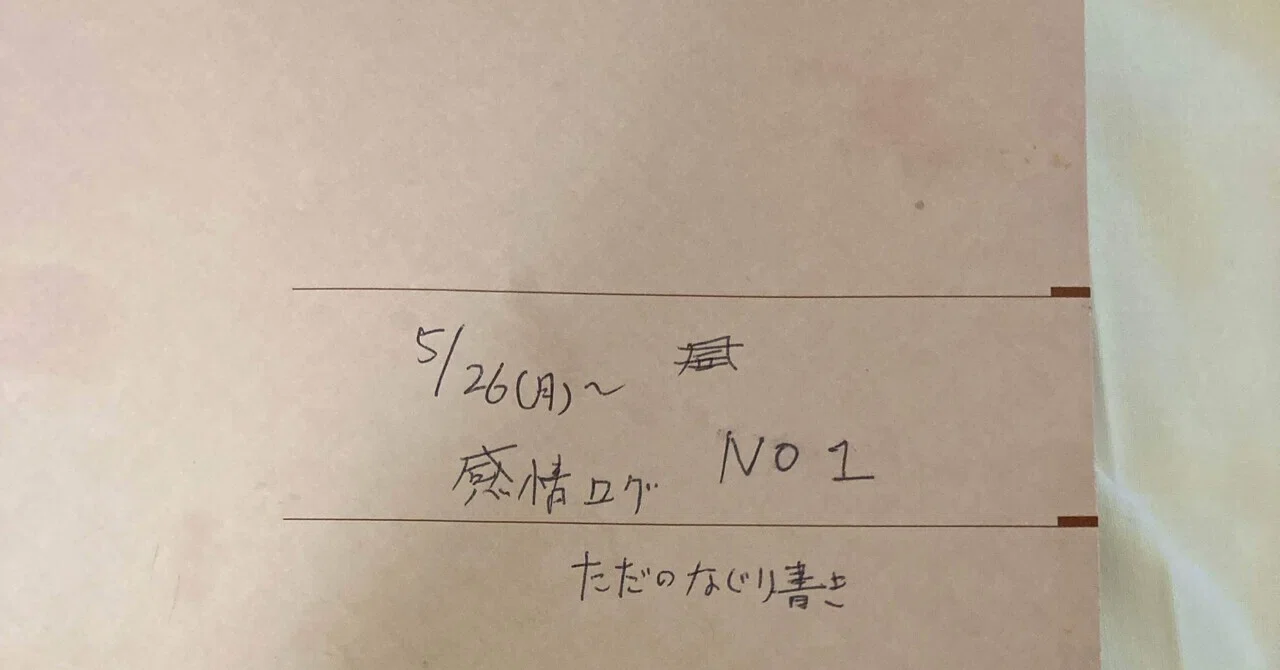 5/26(月)～
感情ログ NO 1
ただのなぐり書き